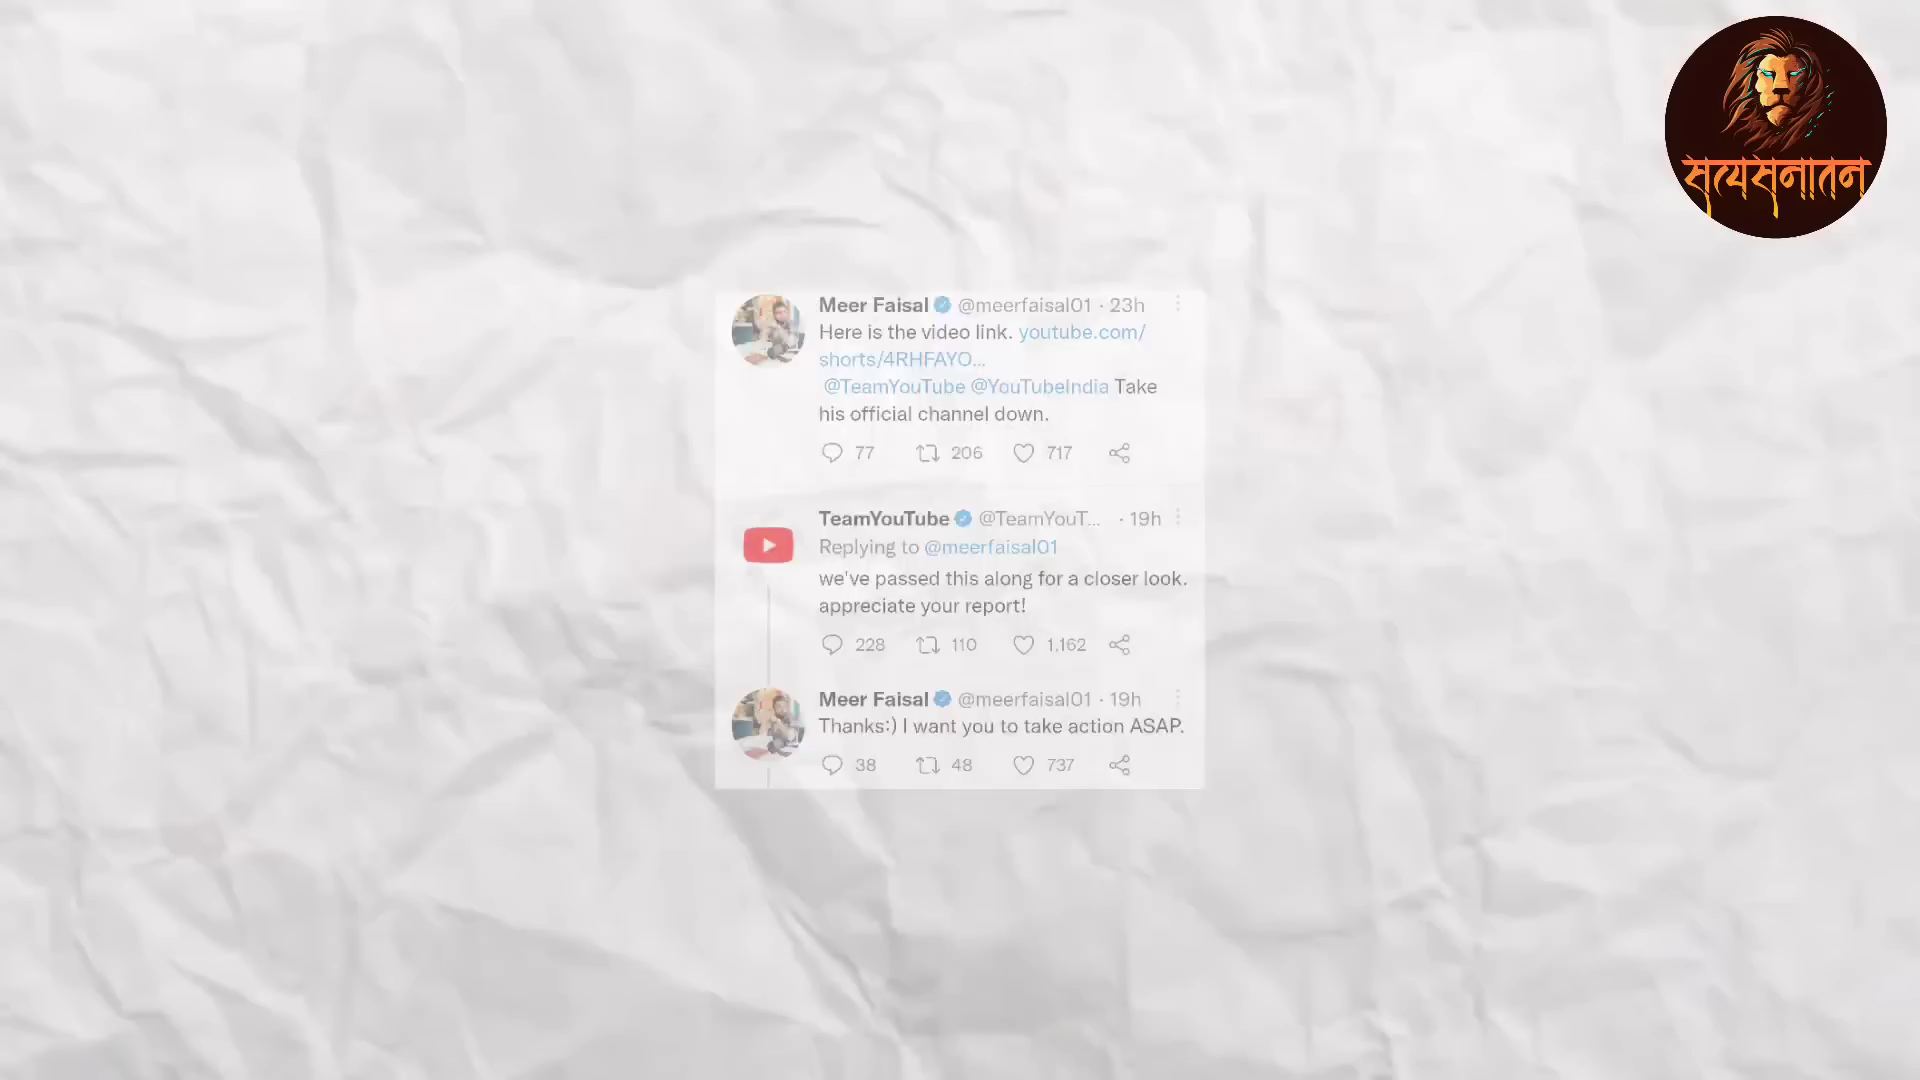 सत्यसनातन
Meer Faisal @meerfaisal01 · 23h
Here is the video link. youtube.com/
shorts/4RHFAYO...
@TeamYouTube @YouTubeIndia Take
his official channel down.
77 206 717
TeamYouTube @TeamYouT... · 19h
Replying to @meerfaisal01
we've passed this along for a closer look.
appreciate your report!
228 110 1,162
Meer Faisal @meerfaisal01 · 19h
Thanks:) I want you to take action ASAP.
38 48 737